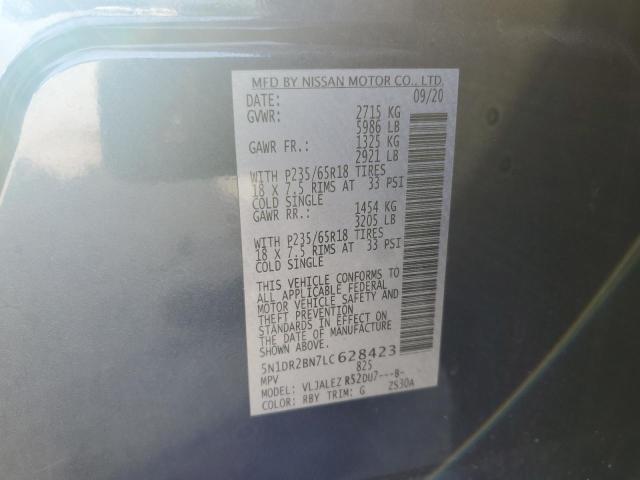 MFD BY NISSAN MOTOR CO., LTD.
DATE: 09/20
GVWR: 2715 KG
5986 LB
GAWR FR.: 1325 KG
2921 LB
WITH P235/65R18 TIRES
18 X 7.5 RIMS AT 33 PSI
COLD SINGLE
GAWR RR.: 1454 KG
3205 LB
WITH P235/65R18 TIRES
18 X 7.5 RIMS AT 33 PSI
COLD SINGLE
THIS VEHICLE CONFORMS TO
ALL APPLICABLE FEDERAL
MOTOR VEHICLE SAFETY AND
THEFT PREVENTION
STANDARDS IN EFFECT ON
THE DATE OF MANUFACTURE
SHOWN ABOVE.
5N1DR2BN7LC628423
MPV 825
MODEL: VLJALEZ R52DU7---B-
COLOR: RBY TRIM: G ZS30A